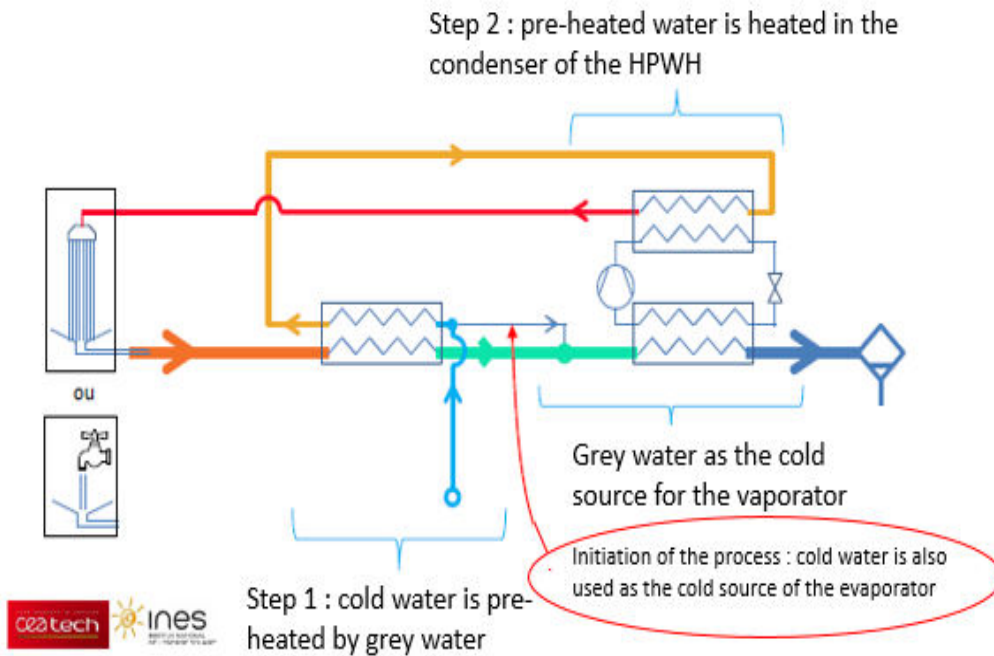 Step 2 : pre-heated water is heated in the
condenser of the HPWH
ou
Grey water as the cold
source for the vaporator
Initiation of the process : cold water is also
used as the cold source of the evaporator
Step 1 : cold water is pre-
heated by grey water
ceatech
ines